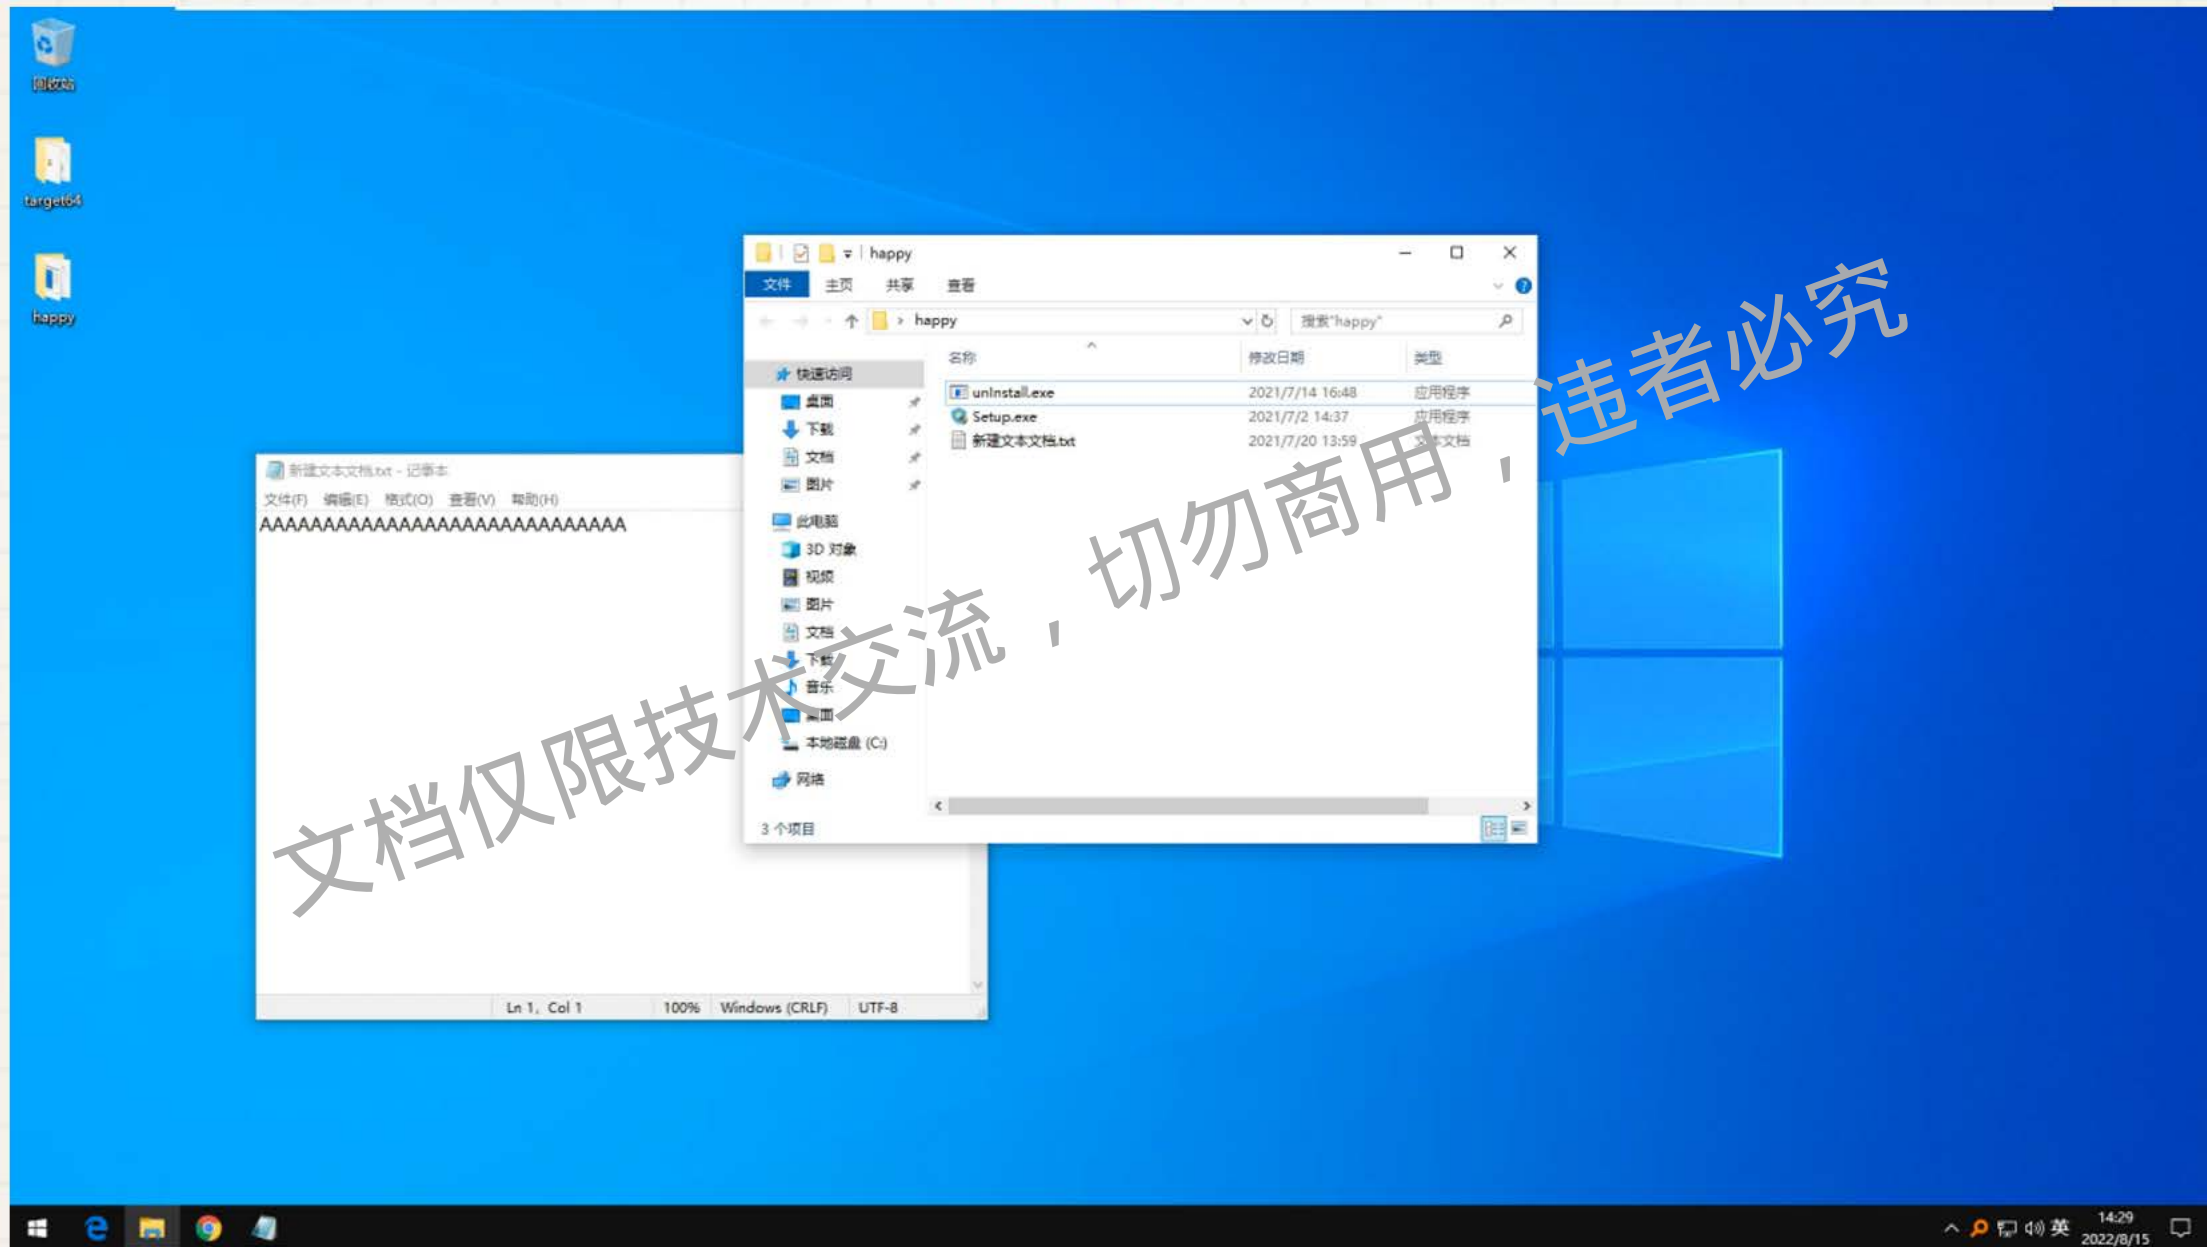 回收站
target64
happy
happy
文件 主页 共享 查看
happy
搜索"happy"
名称 修改日期 类型
快速访问
桌面
下载
文档
图片
此电脑
3D 对象
视频
图片
文档
下载
音乐
桌面
本地磁盘 (C:)
网络
unInstall.exe 2021/7/14 16:48 应用程序
Setup.exe 2021/7/2 14:37 应用程序
新建文本文档.txt 2021/7/20 13:59 文本文档
3 个项目
新建文本文档.txt - 记事本
文件(F) 编辑(E) 格式(O) 查看(V) 帮助(H)
AAAAAAAAAAAAAAAAAAAAAAAAAAAAA
Ln 1, Col 1 100% Windows (CRLF) UTF-8
文档仅限技术交流，切勿商用，违者必究
英
14:29
2022/8/15